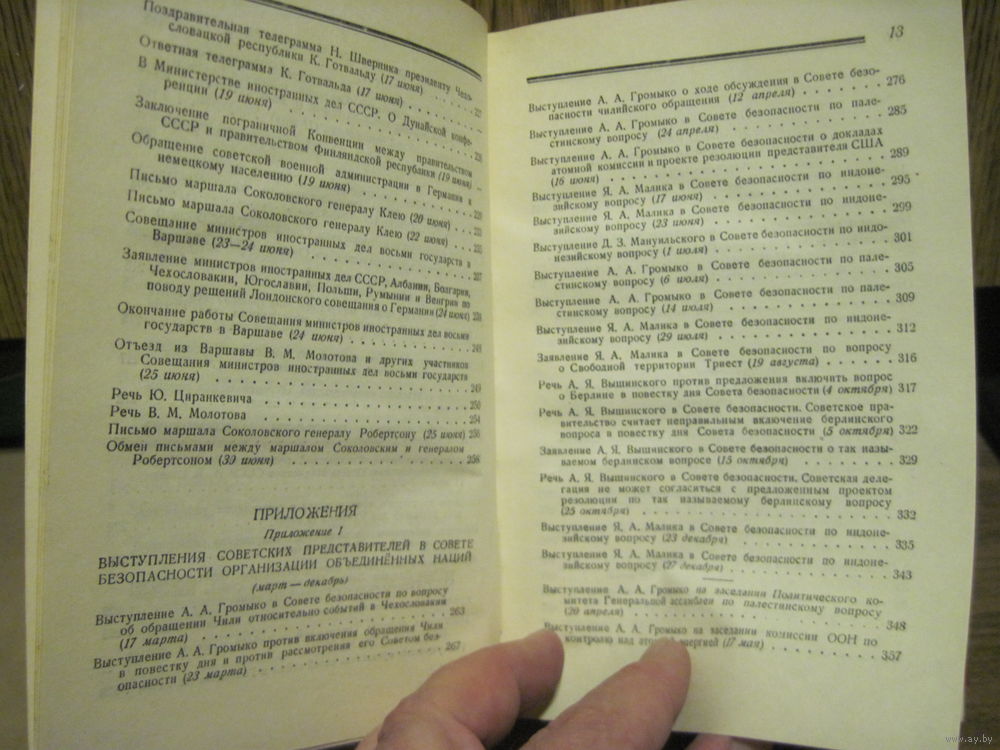 Поздравительная телеграмма Н. Шверника президенту Чехо-
словацкой республики К. Готвальду (17 июня)
Ответная телеграмма К. Готвальда (17 июня)
В Министерстве иностранных дел СССР. О Дунайской конфе-
ренции (19 июня)
Заключение пограничной Конвенции между правительством
СССР и правительством Финляндской республики (19 июня)
Обращение советской военной администрации в Германии к
немецкому населению (19 июня)
Письмо маршала Соколовского генералу Клею (20 июня)
Письмо маршала Соколовского генералу Клею (22 июня)
Совещание министров иностранных дел восьми государств в
Варшаве (23—24 июня)
Заявление министров иностранных дел СССР, Албании, Болгарии,
Чехословакии, Югославии, Польши, Румынии и Венгрии по
поводу решений Лондонского совещания о Германии (24 июня)
Окончание работы Совещания министров иностранных дел восьми
государств в Варшаве (24 июня)
Отъезд из Варшавы В. М. Молотова и других участников
Совещания министров иностранных дел восьми государств
(25 июня) 249
Речь Ю. Циранкевича 250
Речь В. М. Молотова 254
Письмо маршала Соколовского генералу Робертсону (25 июня) 256
Обмен письмами между маршалом Соколовским и генералом
Робертсоном (30 июня) 258
ПРИЛОЖЕНИЯ
Приложение I
ВЫСТУПЛЕНИЯ СОВЕТСКИХ ПРЕДСТАВИТЕЛЕЙ В СОВЕТЕ
БЕЗОПАСНОСТИ ОРГАНИЗАЦИИ ОБЪЕДИНЁННЫХ НАЦИЙ
(март — декабрь)
Выступление А. А. Громыко в Совете безопасности по вопросу
об обращении Чили относительно событий в Чехословакии
(17 марта) 263
Выступление А. А. Громыко против включения обращения Чили
в повестку дня и против рассмотрения его Советом без-
опасности (23 марта) 267
13
Выступление А. А. Громыко о ходе обсуждения в Совете безо-
пасности чилийского обращения (12 апреля) 276
Выступление А. А. Громыко в Совете безопасности по пале-
стинскому вопросу (24 апреля) 285
Выступление А. А. Громыко в Совете безопасности о докладах
атомной комиссии и проекте резолюции представителя США
(16 июня) 289
Выступление Я. А. Малика в Совете безопасности по индоне-
зийскому вопросу (17 июня) 295
Выступление Я. А. Малика в Совете безопасности по индоне-
зийскому вопросу (23 июня) 299
Выступление Д. З. Мануильского в Совете безопасности по индо-
незийскому вопросу (1 июля) 301
Выступление А. А. Громыко в Совете безопасности по пале-
стинскому вопросу (6 июля) 305
Выступление А. А. Громыко в Совете безопасности по пале-
стинскому вопросу (14 июля) 309
Выступление Я. А. Малика в Совете безопасности по индоне-
зийскому вопросу (29 июля) 312
Заявление Я. А. Малика в Совете безопасности по вопросу
о Свободной территории Триест (19 августа) 316
Речь А. Я. Вышинского против предложения включить вопрос
о Берлине в повестку дня Совета безопасности (4 октября) 317
Речь А. Я. Вышинского в Совете безопасности. Советское пра-
вительство считает неправильным включение берлинского
вопроса в повестку дня Совета безопасности (5 октября) 322
Заявление А. Я. Вышинского в Совете безопасности о так назы-
ваемом берлинском вопросе (15 октября) 329
Речь А. Я. Вышинского в Совете безопасности. Советская деле-
гация не может согласиться с предложенным проектом
резолюции по так называемому берлинскому вопросу
(25 октября) 332
Выступление Я. А. Малика в Совете безопасности по индоне-
зийскому вопросу (23 декабря) 335
Выступление Я. А. Малика в Совете безопасности по индоне-
зийскому вопросу (27 декабря) 343
Выступление А. А. Громыко на заседании Политического ко-
митета Генеральной ассамблеи по палестинскому вопросу
(20 апреля) 348
Выступление А. А. Громыко на заседании комиссии ООН по
контролю над атомной энергией (17 мая) 357
www.ay.by